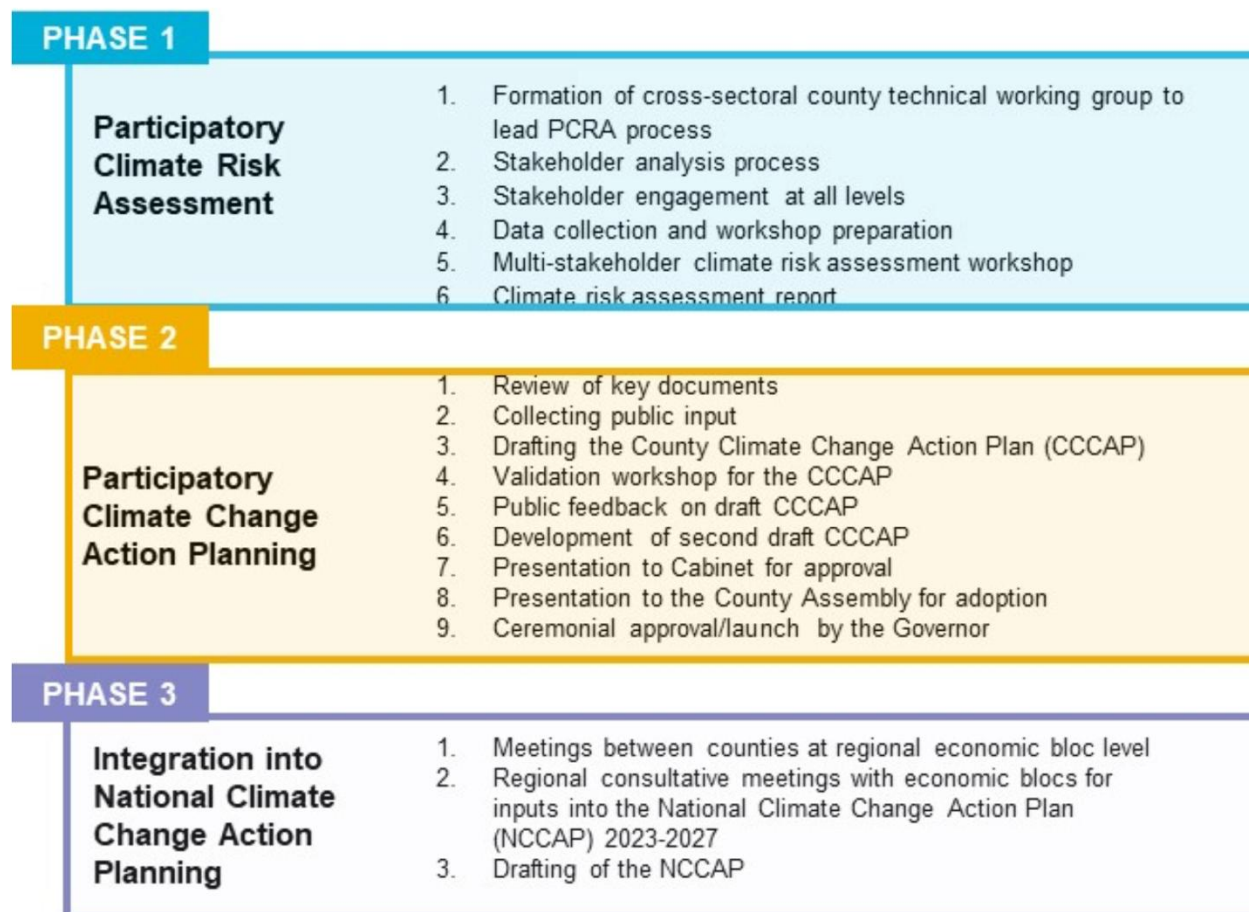 PHASE 1
Participatory
Climate Risk
Assessment
1. Formation of cross-sectoral county technical working group to
lead PCRA process
2. Stakeholder analysis process
3. Stakeholder engagement at all levels
4. Data collection and workshop preparation
5. Multi-stakeholder climate risk assessment workshop
6. Climate risk assessment report
PHASE 2
Participatory
Climate Change
Action Planning
1. Review of key documents
2. Collecting public input
3. Drafting the County Climate Change Action Plan (CCCAP)
4. Validation workshop for the CCCAP
5. Public feedback on draft CCCAP
6. Development of second draft CCCAP
7. Presentation to Cabinet for approval
8. Presentation to the County Assembly for adoption
9. Ceremonial approval/launch by the Governor
PHASE 3
Integration into
National Climate
Change Action
Planning
1. Meetings between counties at regional economic bloc level
2. Regional consultative meetings with economic blocs for
inputs into the National Climate Change Action Plan
(NCCAP) 2023-2027
3. Drafting of the NCCAP